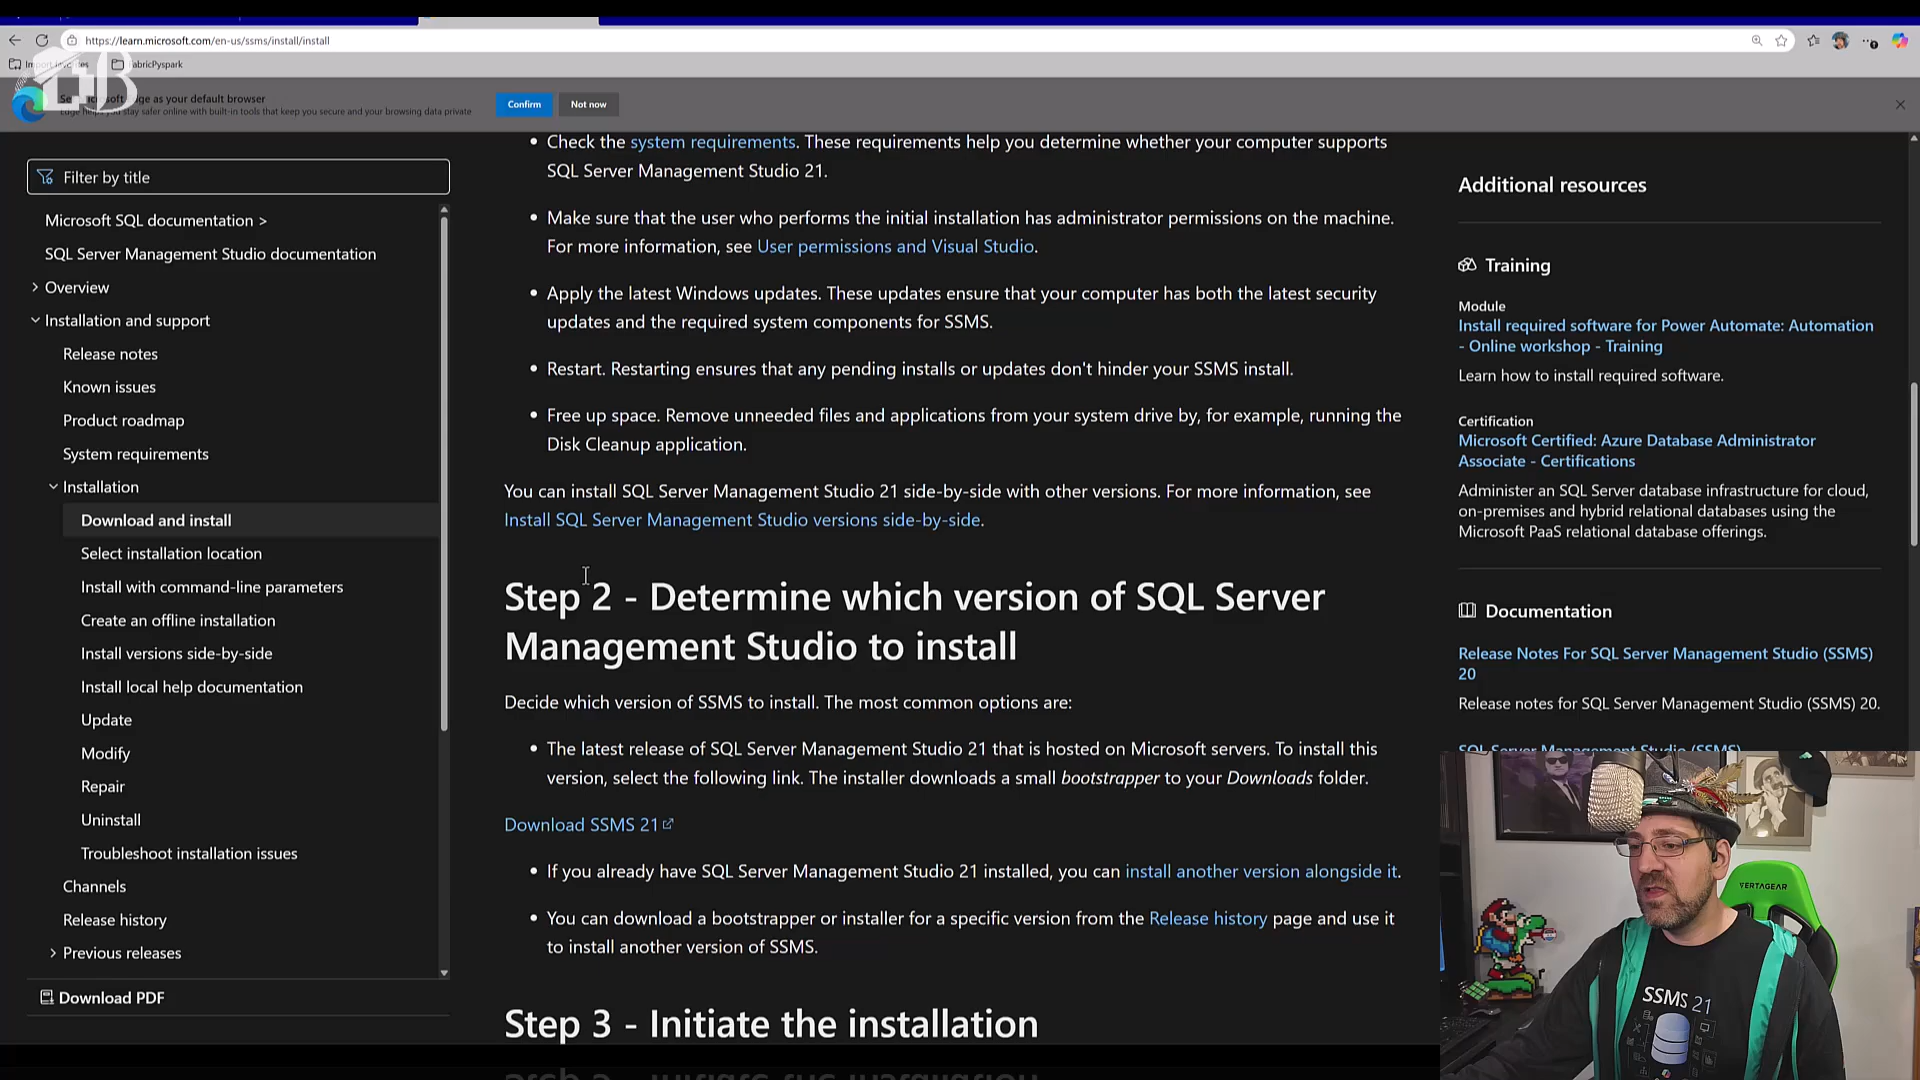 https://learn.microsoft.com/en-us/ssms/install/install
FabricPyspark
Edge as your default browser
Edge helps you stay safer online with built-in tools that keep you secure and your browsing data private
Confirm
Not now
Filter by title
Microsoft SQL documentation >
SQL Server Management Studio documentation
Overview
Installation and support
Release notes
Known issues
Product roadmap
System requirements
Installation
Download and install
Select installation location
Install with command-line parameters
Create an offline installation
Install versions side-by-side
Install local help documentation
Update
Modify
Repair
Uninstall
Troubleshoot installation issues
Channels
Release history
Previous releases
Download PDF
• Check the system requirements. These requirements help you determine whether your computer supports
SQL Server Management Studio 21.
• Make sure that the user who performs the initial installation has administrator permissions on the machine.
For more information, see User permissions and Visual Studio.
• Apply the latest Windows updates. These updates ensure that your computer has both the latest security
updates and the required system components for SSMS.
• Restart. Restarting ensures that any pending installs or updates don't hinder your SSMS install.
• Free up space. Remove unneeded files and applications from your system drive by, for example, running the
Disk Cleanup application.
You can install SQL Server Management Studio 21 side-by-side with other versions. For more information, see
Install SQL Server Management Studio versions side-by-side.
Step 2 - Determine which version of SQL Server
Management Studio to install
Decide which version of SSMS to install. The most common options are:
• The latest release of SQL Server Management Studio 21 that is hosted on Microsoft servers. To install this
version, select the following link. The installer downloads a small bootstrapper to your Downloads folder.
Download SSMS 21
• If you already have SQL Server Management Studio 21 installed, you can install another version alongside it.
• You can download a bootstrapper or installer for a specific version from the Release history page and use it
to install another version of SSMS.
Step 3 - Initiate the installation
Additional resources
Training
Module
Install required software for Power Automate: Automation
- Online workshop - Training
Learn how to install required software.
Certification
Microsoft Certified: Azure Database Administrator
Associate - Certifications
Administer an SQL Server database infrastructure for cloud,
on-premises and hybrid relational databases using the
Microsoft PaaS relational database offerings.
Documentation
Release Notes For SQL Server Management Studio (SSMS)
20
Release notes for SQL Server Management Studio (SSMS) 20.
SQL Server Management Studio (SSMS)
VERTAGEAR
SSMS 21